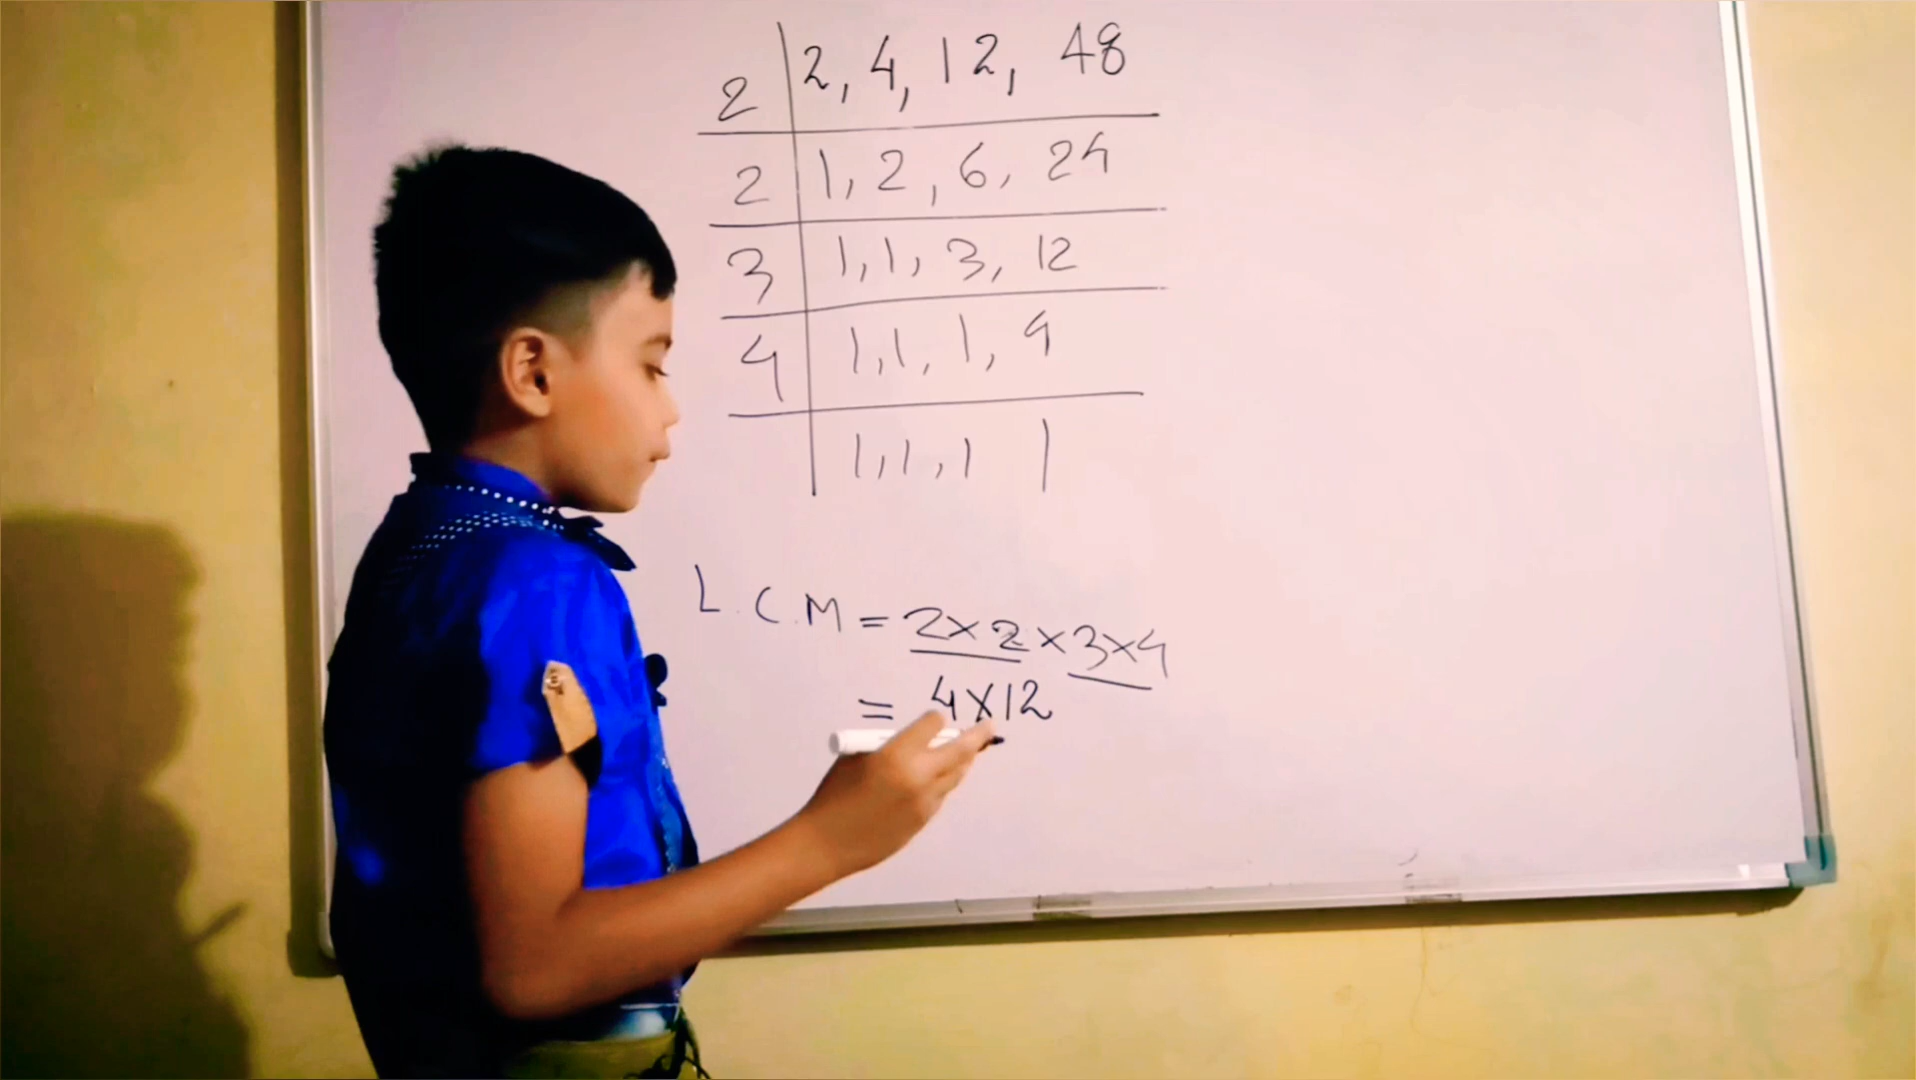 2 | 2, 4, 12, 48
2 | 1, 2, 6, 24
3 | 1, 1, 3, 12
4 | 1, 1, 1, 4
1, 1, 1 1
L.C.M = 2×2×3×4
= 4×12